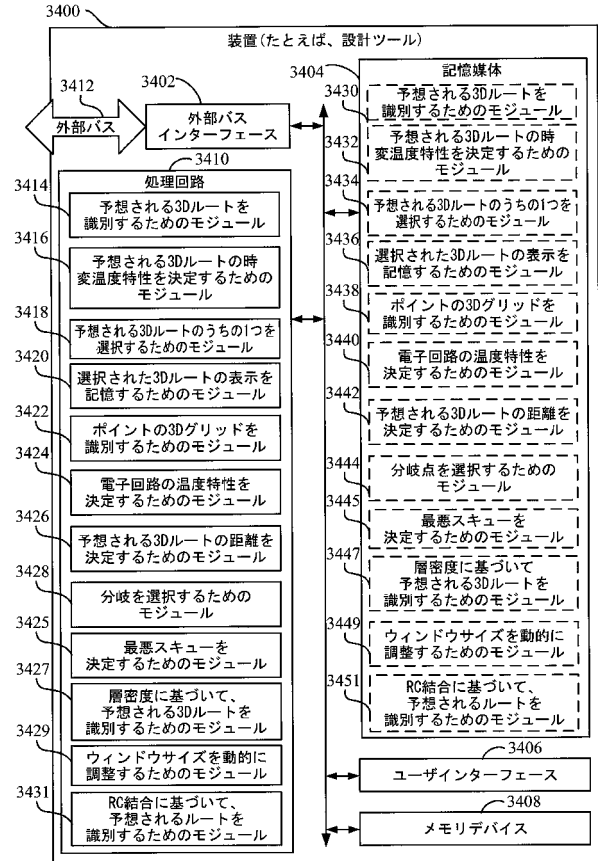 3400
装置(たとえば、設計ツール)
3412
外部バス
3402
外部バス
インターフェース
3410
処理回路
3414
予想される3Dルートを
識別するためのモジュール
3416
予想される3Dルートの時
変温度特性を決定するための
モジュール
3418
予想される3Dルートのうちの1つを
選択するためのモジュール
3420
選択された3Dルートの表示を
記憶するためのモジュール
3422
ポイントの3Dグリッドを
識別するためのモジュール
3424
電子回路の温度特性を
決定するためのモジュール
3426
予想される3Dルートの距離を
決定するためのモジュール
3428
分岐を選択するための
モジュール
3425
最悪スキューを
決定するためのモジュール
3427
層密度に基づいて、
予想される3Dルートを
識別するためのモジュール
3429
ウィンドウサイズを動的に
調整するためのモジュール
3431
RC結合に基づいて、
予想されるルートを
識別するためのモジュール
3404
記憶媒体
3430
予想される3Dルートを
識別するためのモジュール
3432
予想される3Dルートの時
変温度特性を決定するための
モジュール
3434
予想される3Dルートのうちの1つを
選択するためのモジュール
3436
選択された3Dルートの表示を
記憶するためのモジュール
3438
ポイントの3Dグリッドを
識別するためのモジュール
3440
電子回路の温度特性を
決定するためのモジュール
3442
予想される3Dルートの距離を
決定するためのモジュール
3444
分岐点を選択するための
モジュール
3445
最悪スキューを
決定するためのモジュール
3447
層密度に基づいて
予想される3Dルートを
識別するためのモジュール
3449
ウィンドウサイズを動的に
調整するためのモジュール
3451
RC結合に基づいて、
予想されるルートを
識別するためのモジュール
3406
ユーザインターフェース
3408
メモリデバイス